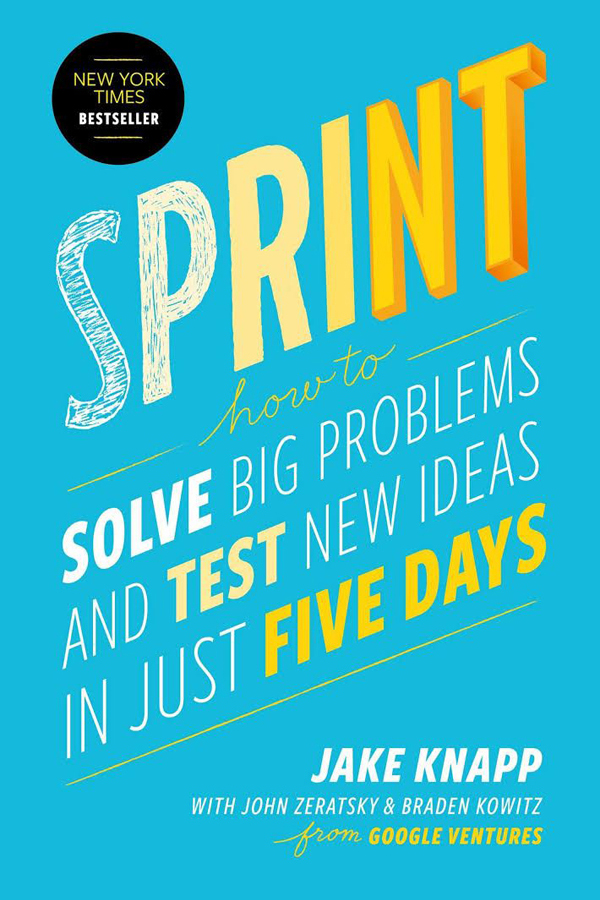 NEW YORK
TIMES
BESTSELLER
SPRINT
how to
SOLVE BIG PROBLEMS
AND TEST NEW IDEAS
IN JUST FIVE DAYS
JAKE KNAPP
WITH JOHN ZERATSKY & BRADEN KOWITZ
from GOOGLE VENTURES